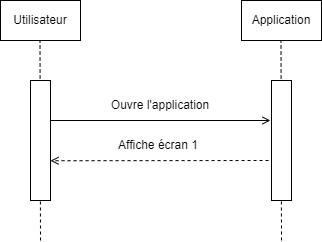 Utilisateur
Application
Ouvre l'application
Affiche écran 1